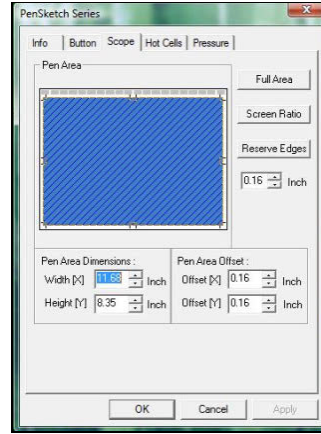 PenSketch Series
Info Button Scope Hot Cells Pressure
Pen Area
Full Area
Screen Ratio
Reserve Edges
0.16 Inch
Pen Area Dimensions :
Width [X] 11.68 Inch
Height [Y] 8.35 Inch
Pen Area Offset :
Offset [X] 0.16 Inch
Offset [Y] 0.16 Inch
OK Cancel Apply